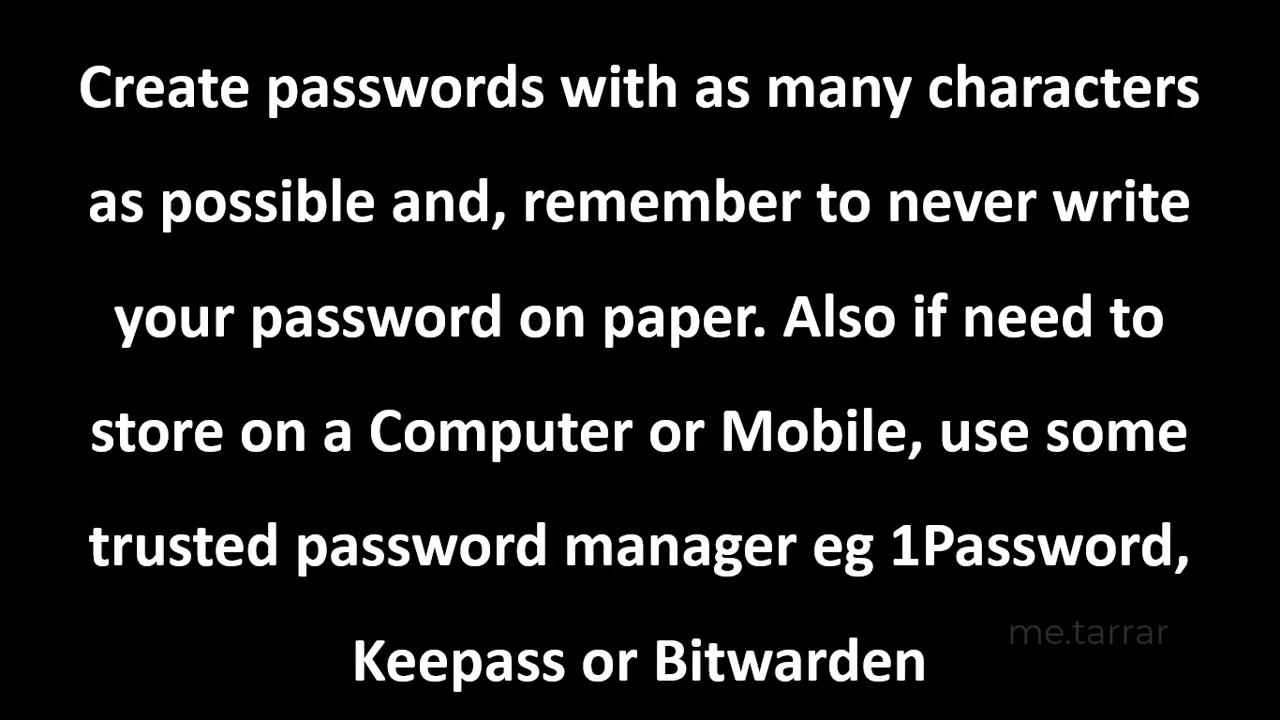 Create passwords with as many characters
as possible and, remember to never write
your password on paper. Also if need to
store on a Computer or Mobile, use some
trusted password manager eg 1Password,
me.tarrar
Keepass or Bitwarden